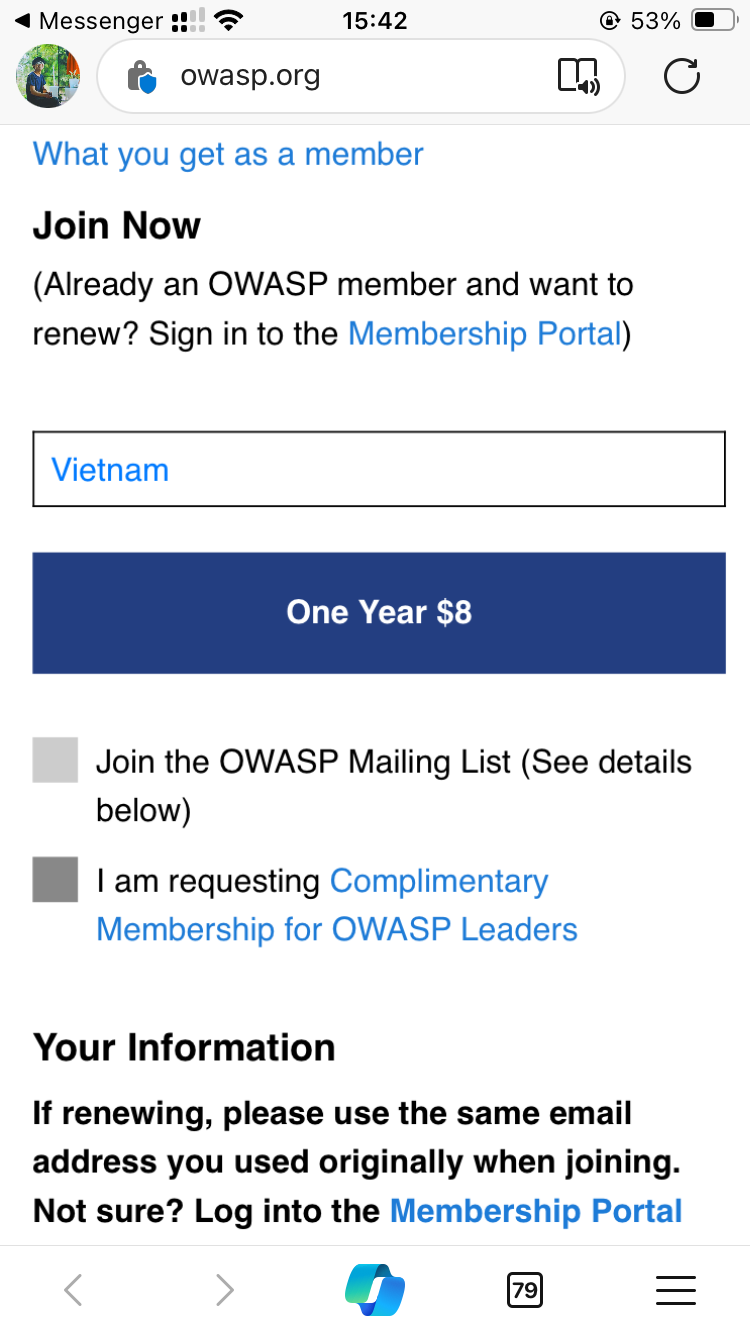 Messenger 15:42 53%
owasp.org
What you get as a member
Join Now
(Already an OWASP member and want to
renew? Sign in to the Membership Portal)
Vietnam
One Year $8
Join the OWASP Mailing List (See details
below)
I am requesting Complimentary
Membership for OWASP Leaders
Your Information
If renewing, please use the same email
address you used originally when joining.
Not sure? Log into the Membership Portal
79